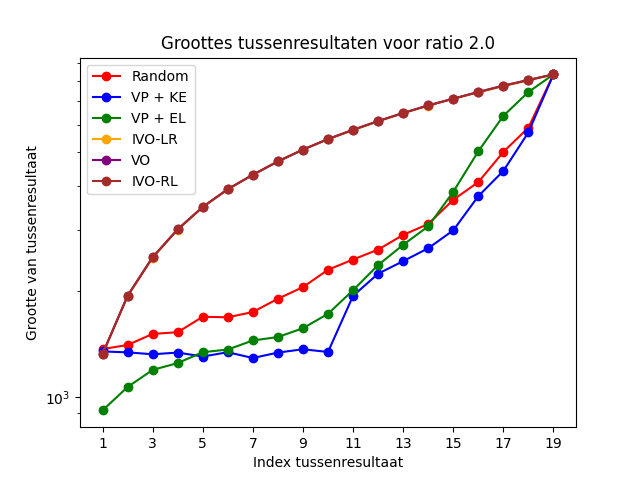 Groottes tussenresultaten voor ratio 2.0
Grootte van tussenresultaat
10³
Random
VP + KE
VP + EL
IVO-LR
VO
IVO-RL
1 3 5 7 9 11 13 15 17 19
Index tussenresultaat